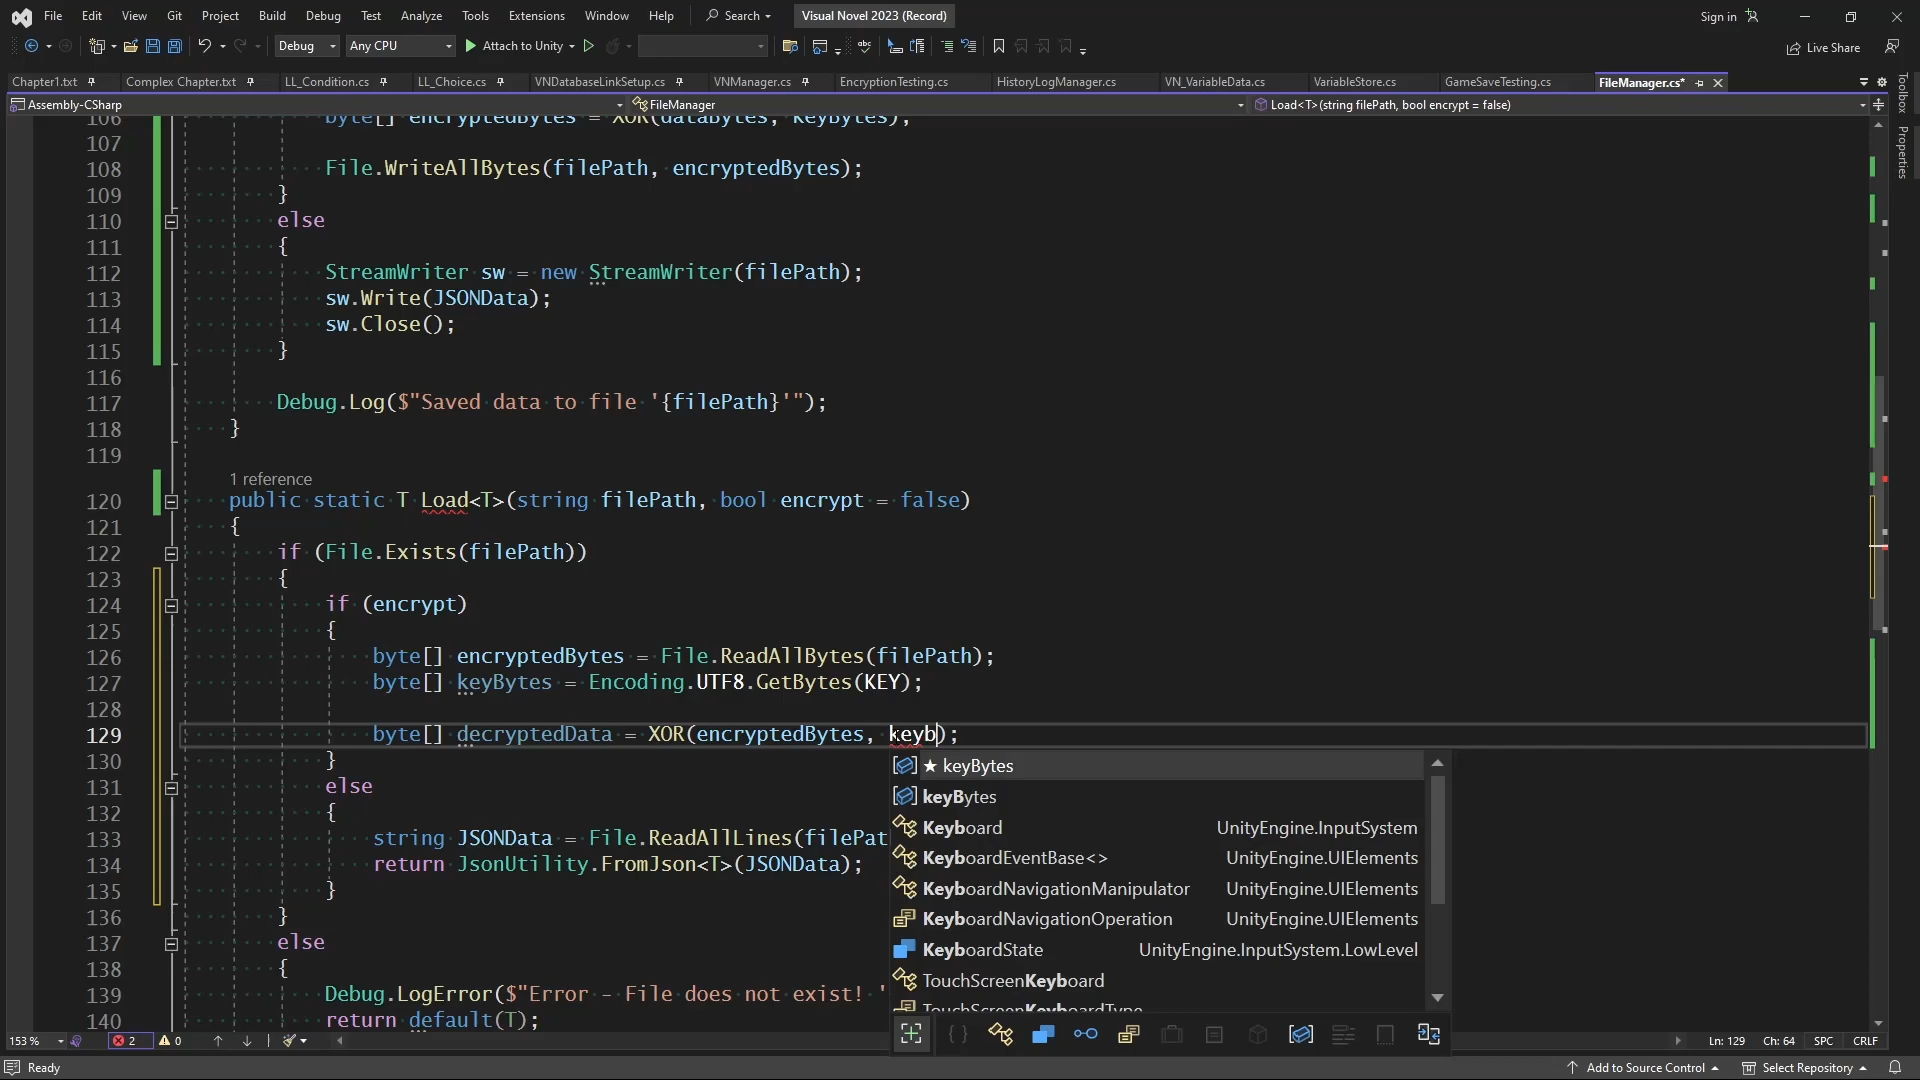 File Edit View Git Project Build Debug Test Analyze Tools Extensions Window Help Search Visual Novel 2023 (Record) Sign in
Debug Any CPU Attach to Unity Live Share
Chapter1.txt Complex Chapter.txt LL_Condition.cs LL_Choice.cs VNDatabaseLinkSetup.cs VNManager.cs EncryptionTesting.cs HistoryLogManager.cs VN_VariableData.cs VariableStore.cs GameSaveTesting.cs FileManager.cs*
Assembly-CSharp FileManager Load<T>(string filePath, bool encrypt = false)
Toolbox
Properties
106 byte[] encryptedBytes = XOR(dataBytes, keyBytes);
107
108 File.WriteAllBytes(filePath, encryptedBytes);
109 }
110 else
111 {
112 StreamWriter sw = new StreamWriter(filePath);
113 sw.Write(JSONData);
114 sw.Close();
115 }
116
117 Debug.Log($"Saved data to file '{filePath}'");
118 }
119
1 reference
120 public static T Load<T>(string filePath, bool encrypt = false)
121 {
122 if (File.Exists(filePath))
123 {
124 if (encrypt)
125 {
126 byte[] encryptedBytes = File.ReadAllBytes(filePath);
127 byte[] keyBytes = Encoding.UTF8.GetBytes(KEY);
128
129 byte[] decryptedData = XOR(encryptedBytes, keyb);
130 }
131 else
132 {
133 string JSONData = File.ReadAllLines(filePat
134 return JsonUtility.FromJson<T>(JSONData);
135 }
136 }
137 else
138 {
139 Debug.LogError($"Error - File does not exist! '
140 return default(T);
★ keyBytes
keyBytes
Keyboard UnityEngine.InputSystem
KeyboardEventBase<> UnityEngine.UIElements
KeyboardNavigationManipulator UnityEngine.UIElements
KeyboardNavigationOperation UnityEngine.UIElements
KeyboardState UnityEngine.InputSystem.LowLevel
TouchScreenKeyboard
TouchScreenKeyboardType
153 % 2 0 Ln: 129 Ch: 64 SPC CRLF
Ready Add to Source Control Select Repository